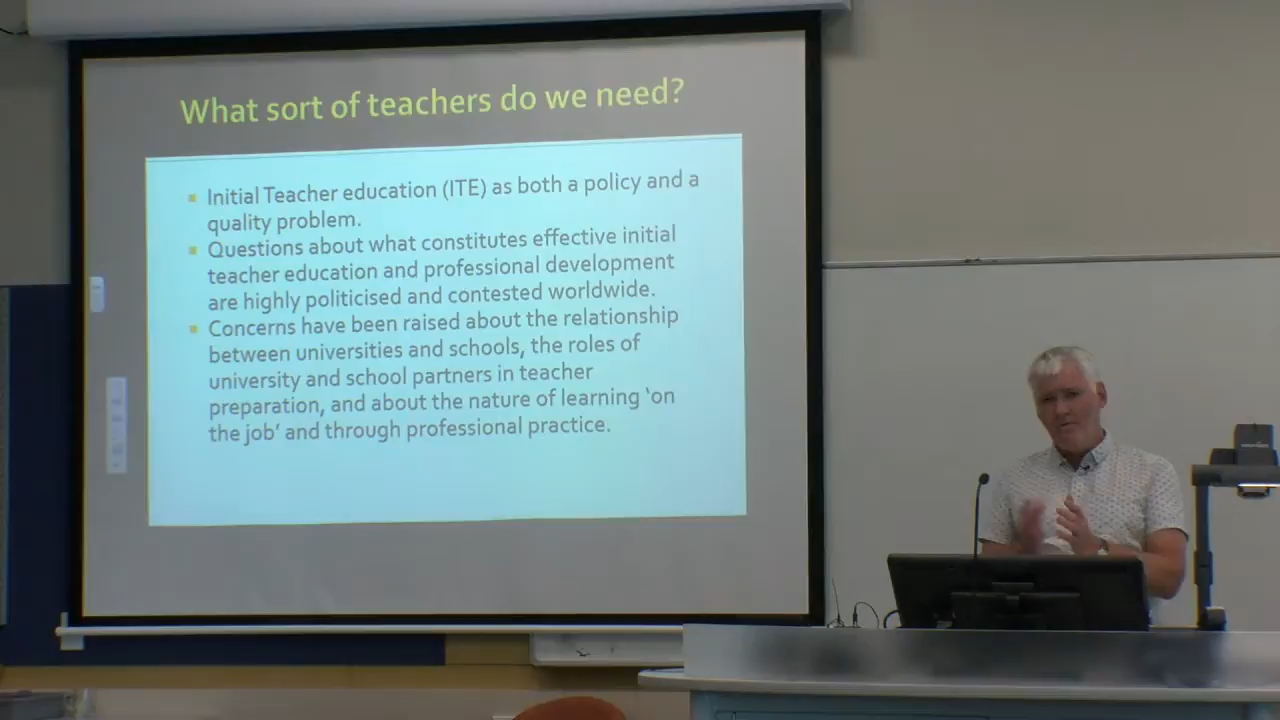 What sort of teachers do we need?
Initial Teacher education (ITE) as both a policy and a
quality problem.
Questions about what constitutes effective initial
teacher education and professional development
are highly politicised and contested worldwide.
Concerns have been raised about the relationship
between universities and schools, the roles of
university and school partners in teacher
preparation, and about the nature of learning ‘on
the job’ and through professional practice.